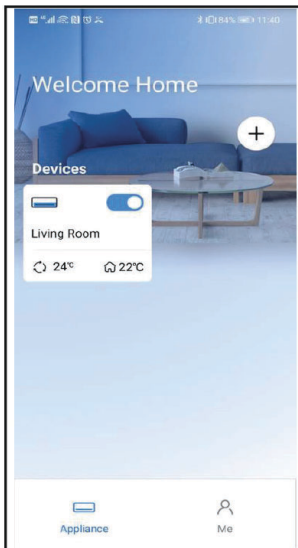 84% 11:40
Welcome Home
+
Devices
Living Room
24℃ 22℃
Appliance Me